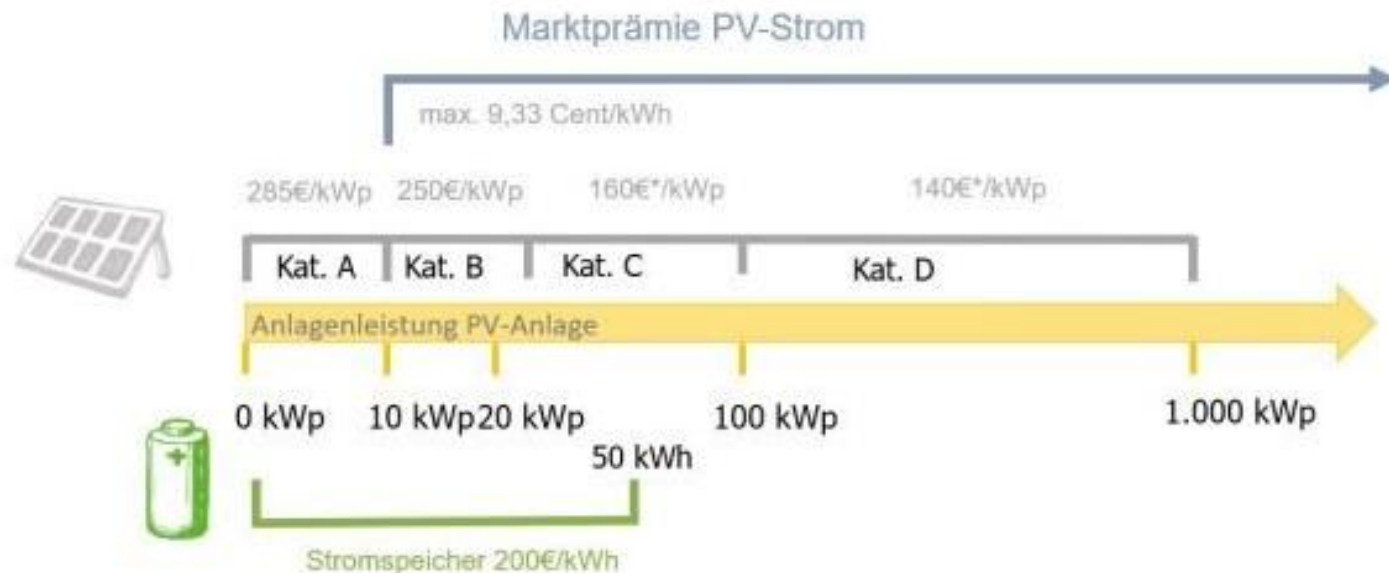 Marktprämie PV-Strom
max. 9,33 Cent/kWh
285€/kWp 250€/kWp 160€*/kWp 140€*/kWp
Kat. A Kat. B Kat. C Kat. D
Anlagenleistung PV-Anlage
0 kWp 10 kWp 20 kWp 100 kWp 1.000 kWp
50 kWh
+
Stromspeicher 200€/kWh